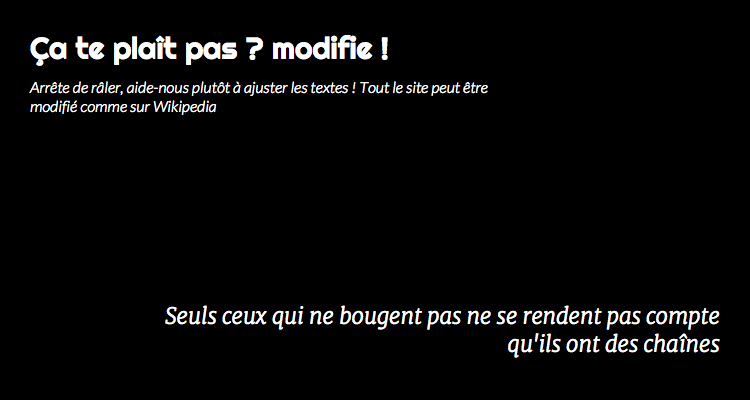 Ça te plaît pas ? modifie !
Arrête de râler, aide-nous plutôt à ajuster les textes ! Tout le site peut être
modifié comme sur Wikipedia
Seuls ceux qui ne bougent pas ne se rendent pas compte
qu'ils ont des chaînes